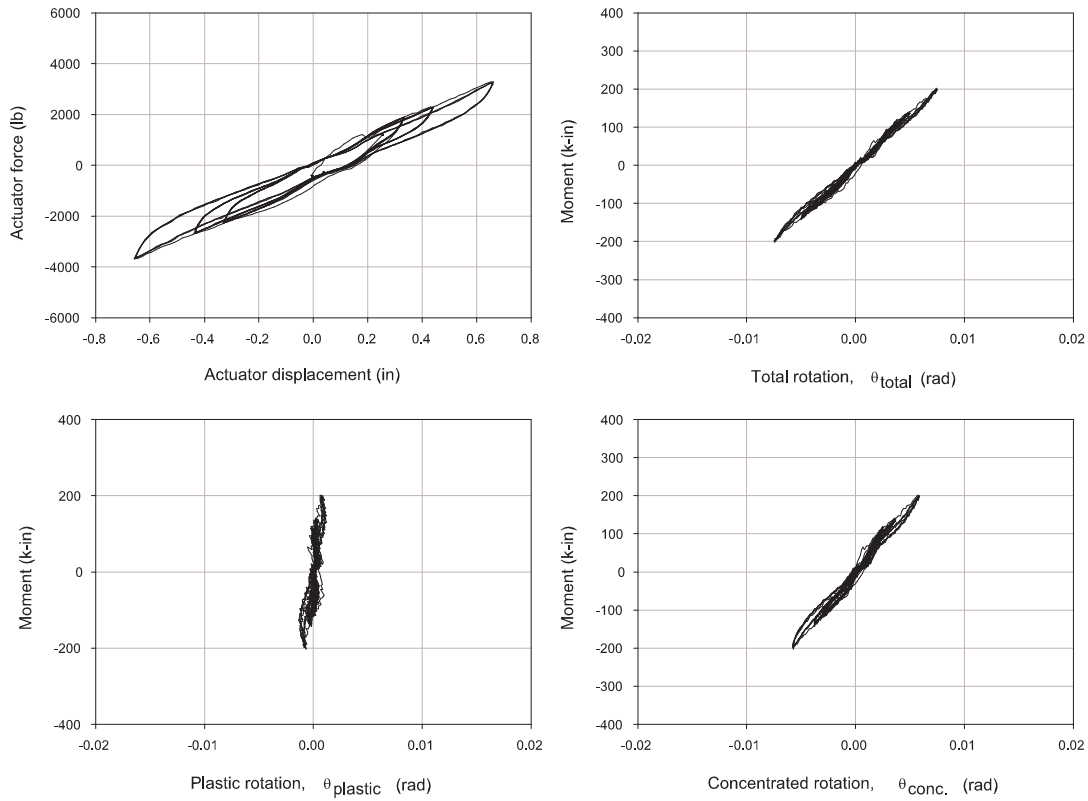 6000
4000
2000
0
-2000
-4000
-6000
Actuator force (lb)
-0.8 -0.6 -0.4 -0.2 0.0 0.2 0.4 0.6 0.8
Actuator displacement (in)
400
300
200
100
0
-100
-200
-300
-400
Moment (k-in)
-0.02 -0.01 0.00 0.01 0.02
Total rotation, θtotal (rad)
400
200
0
-200
-400
Moment (k-in)
-0.02 -0.01 0.00 0.01 0.02
Plastic rotation, θplastic (rad)
400
300
200
100
0
-100
-200
-300
-400
Moment (k-in)
-0.02 -0.01 0.00 0.01 0.02
Concentrated rotation, θconc. (rad)